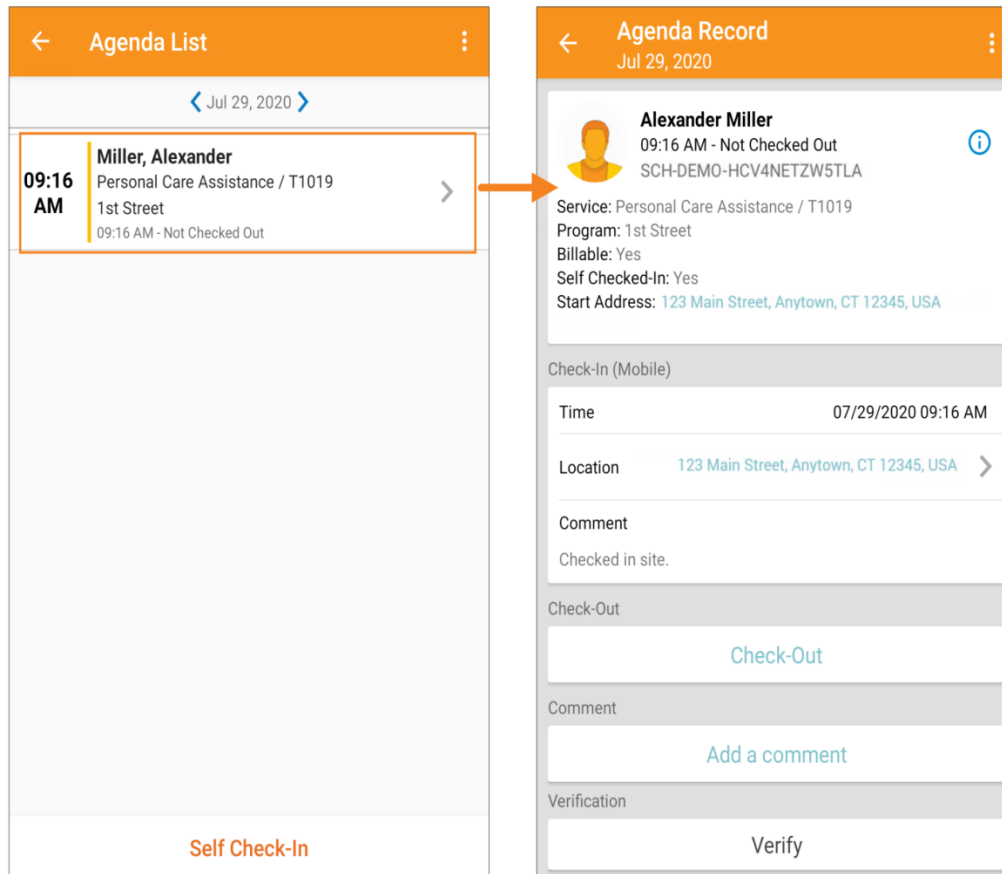 Agenda List
Jul 29, 2020
09:16
AM
Miller, Alexander
Personal Care Assistance / T1019
1st Street
09:16 AM - Not Checked Out
Self Check-In
Agenda Record
Jul 29, 2020
Alexander Miller
09:16 AM - Not Checked Out
SCH-DEMO-HCV4NETZW5TLA
Service: Personal Care Assistance / T1019
Program: 1st Street
Billable: Yes
Self Checked-In: Yes
Start Address: 123 Main Street, Anytown, CT 12345, USA
Check-In (Mobile)
Time 07/29/2020 09:16 AM
Location 123 Main Street, Anytown, CT 12345, USA
Comment
Checked in site.
Check-Out
Check-Out
Comment
Add a comment
Verification
Verify